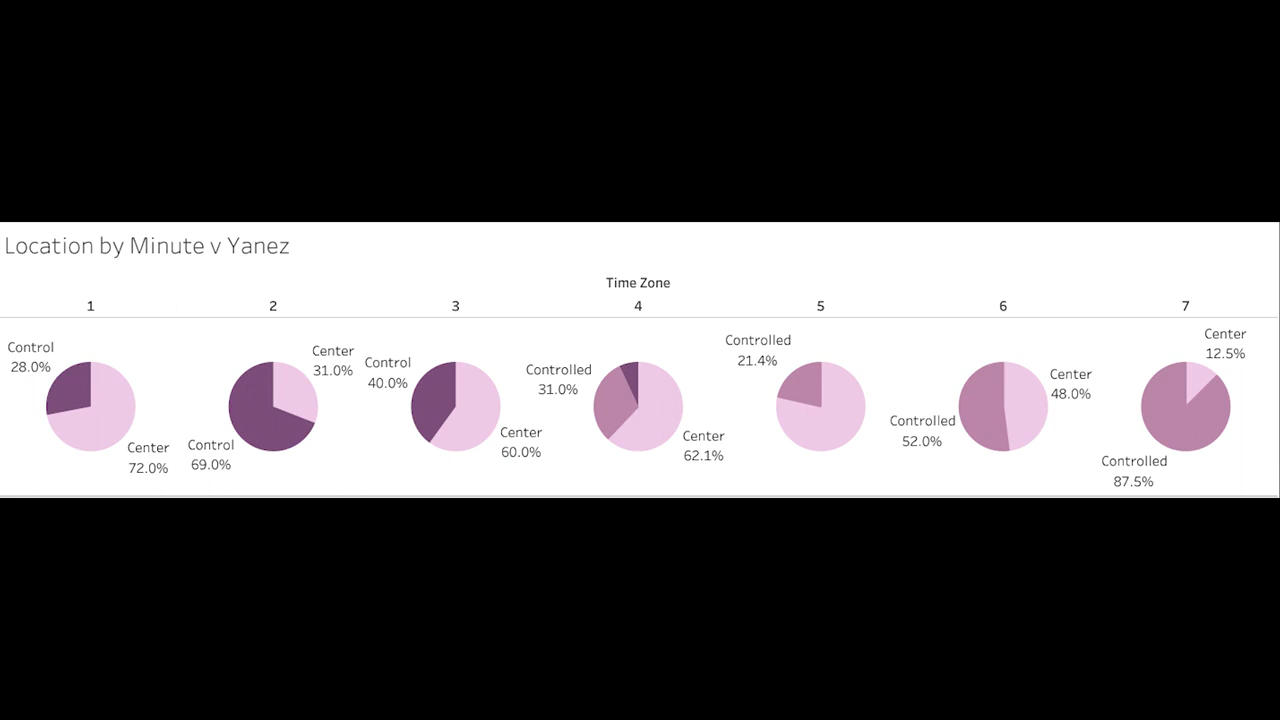 Location by Minute v Yanez
Time Zone
1 2 3 4 5 6 7
Control
28.0%
Center
72.0%
Center
31.0%
Control
69.0%
Control
40.0%
Center
60.0%
Controlled
31.0%
Center
62.1%
Controlled
21.4%
Center
48.0%
Controlled
52.0%
Center
12.5%
Controlled
87.5%